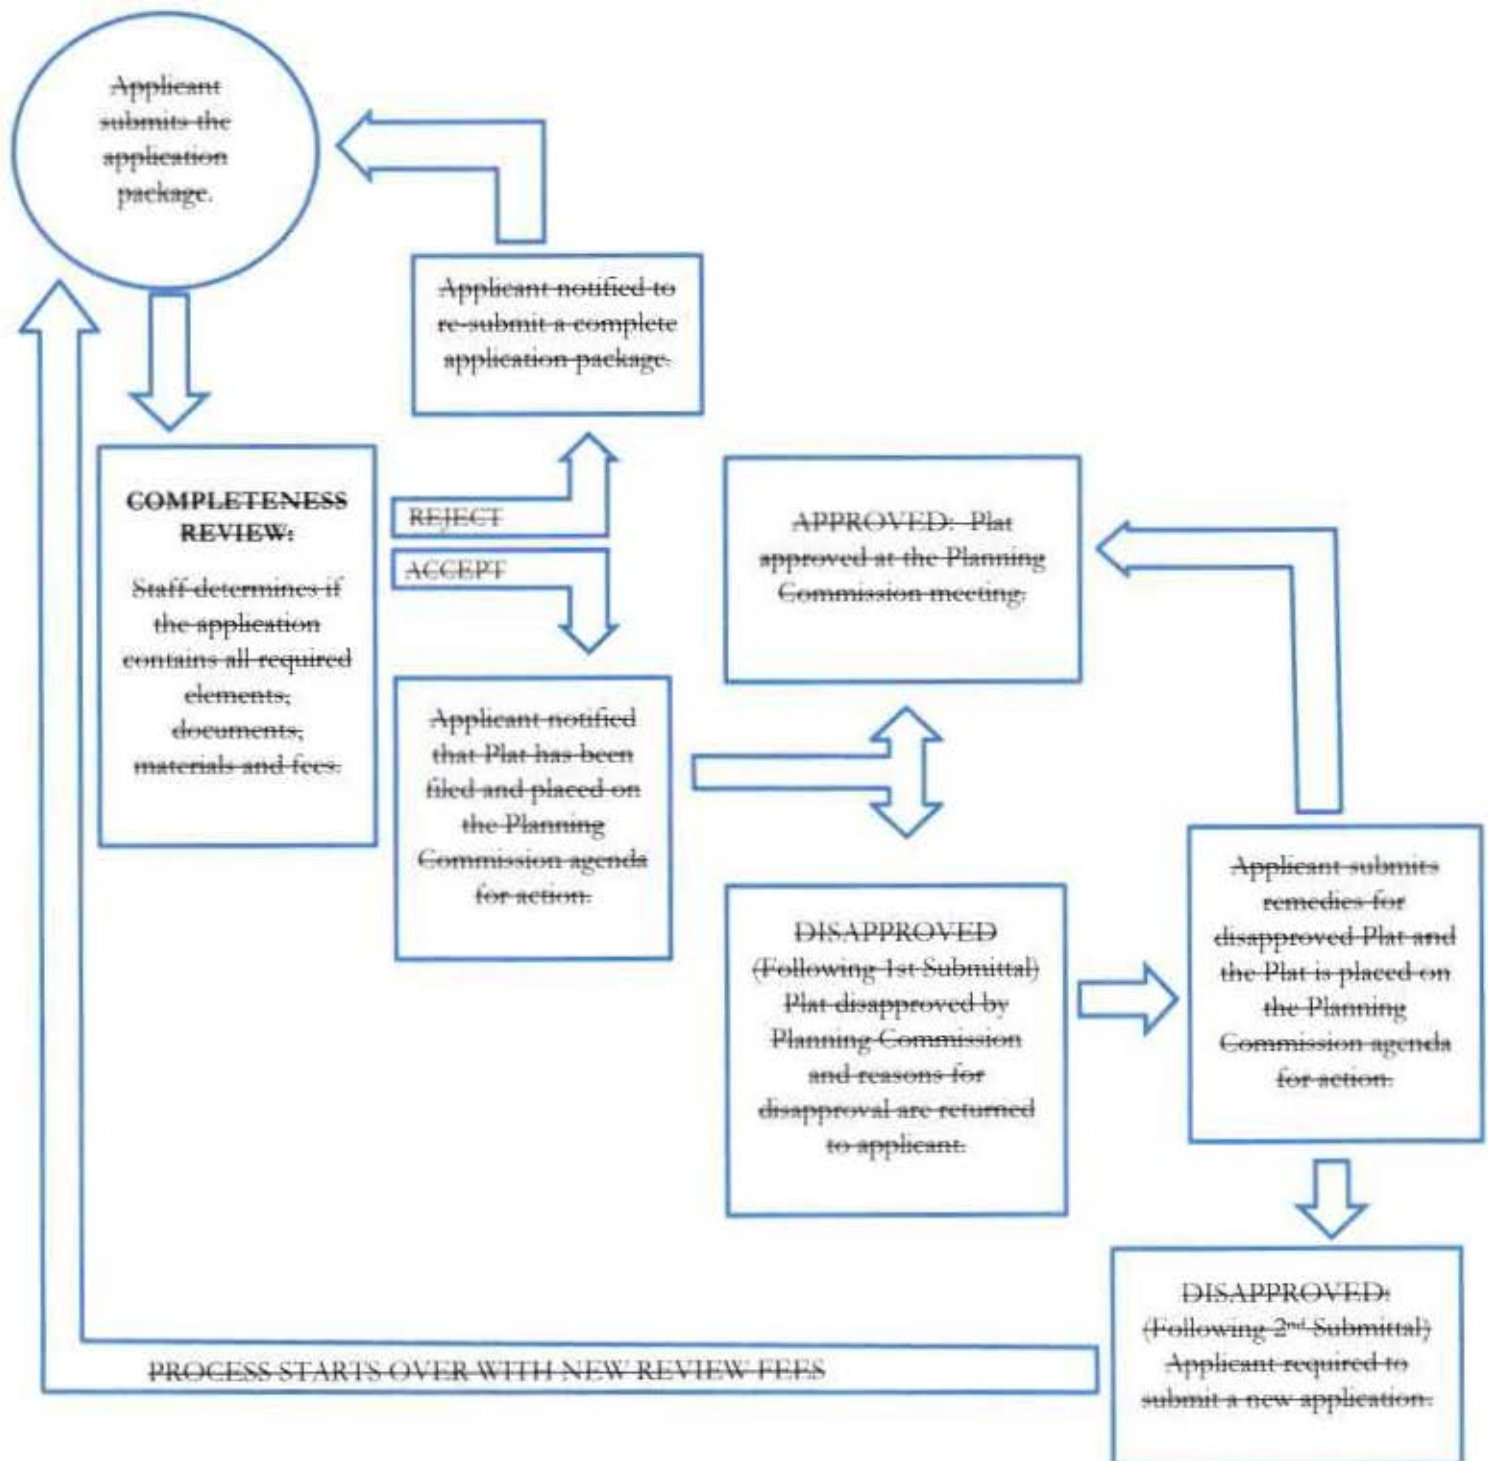 Applicant
submits the
application
package.
Applicant notified to
re-submit a complete
application package.
COMPLETENESS
REVIEW:
Staff determines if
the application
contains all required
elements,
documents,
materials and fees.
REJECT
ACCEPT
Applicant notified
that Plat has been
filed and placed on
the Planning
Commission agenda
for action.
APPROVED: Plat
approved at the Planning
Commission meeting.
DISAPPROVED
(Following 1st Submittal)
Plat disapproved by
Planning Commission
and reasons for
disapproval are returned
to applicant.
Applicant submits
remedies for
disapproved Plat and
the Plat is placed on
the Planning
Commission agenda
for action.
DISAPPROVED:
(Following 2nd Submittal)
Applicant required to
submit a new application.
PROCESS STARTS OVER WITH NEW REVIEW FEES